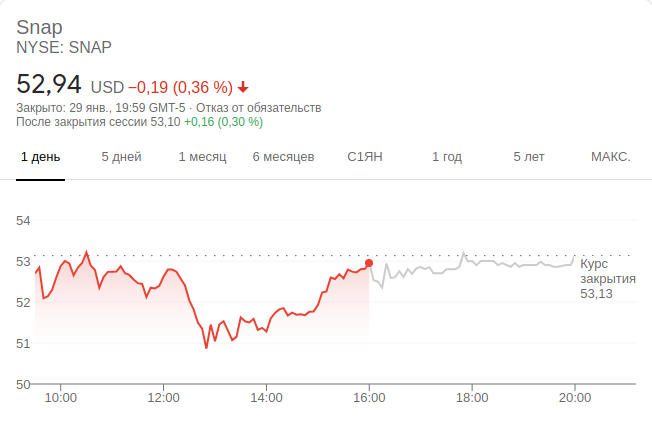 Snap
NYSE: SNAP
52,94 USD −0,19 (0,36 %)
Закрыто: 29 янв., 19:59 GMT-5 · Отказ от обязательств
После закрытия сессии 53,10 +0,16 (0,30 %)
1 день 5 дней 1 месяц 6 месяцев С1ЯН 1 год 5 лет МАКС.
54
53
52
51
50
Курс
закрытия
53,13
10:00 12:00 14:00 16:00 18:00 20:00